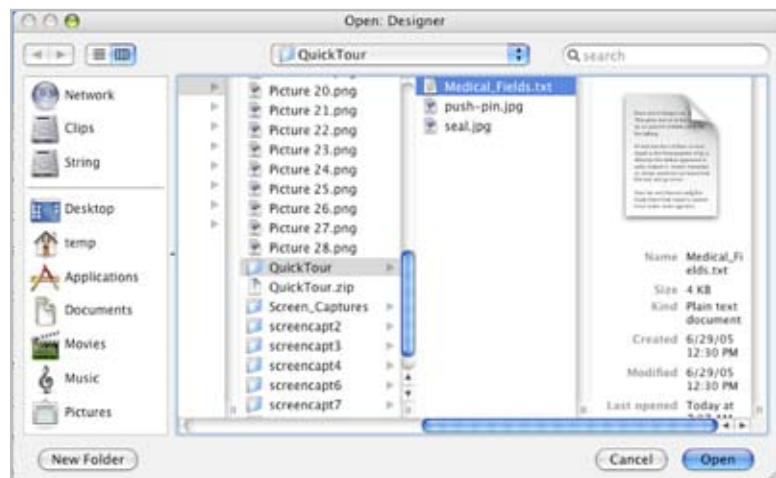 Open: Designer
QuickTour
search
Network
Clips
String
Desktop
temp
Applications
Documents
Movies
Music
Pictures
Picture 20.png
Picture 21.png
Picture 22.png
Picture 23.png
Picture 24.png
Picture 25.png
Picture 26.png
Picture 27.png
Picture 28.png
QuickTour
QuickTour.zip
Screen_Captures
screencapt2
screencapt3
screencapt4
screencapt6
screencapt7
Medical_Fields.txt
push-pin.jpg
seal.jpg
Name Medical_Fi
elds.txt
Size 4 KB
Kind Plain text
document
Created 6/29/05
12:30 PM
Modified 6/29/05
12:30 PM
Last opened Today at
New Folder
Cancel
Open